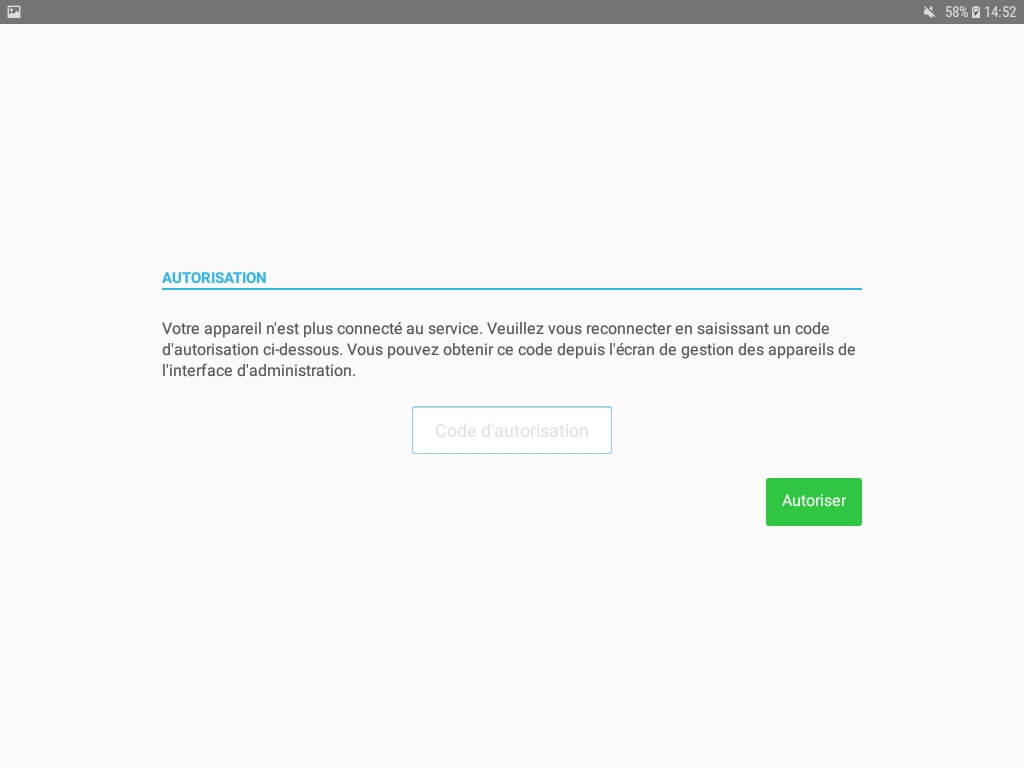 58% 14:52
AUTORISATION
Votre appareil n'est plus connecté au service. Veuillez vous reconnecter en saisissant un code
d'autorisation ci-dessous. Vous pouvez obtenir ce code depuis l'écran de gestion des appareils de
l'interface d'administration.
Code d'autorisation
Autoriser